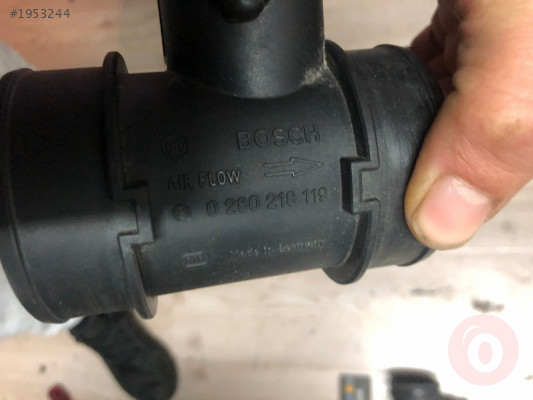 #1953244
BOSCH
AIR FLOW
0 280 218 119
Made in Germany